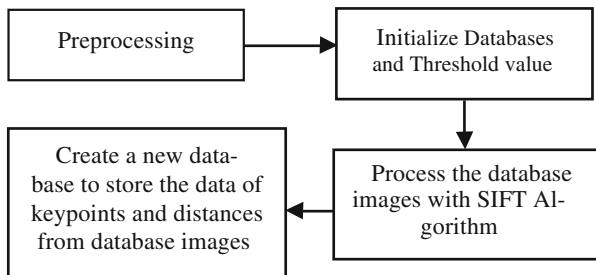 Preprocessing
Initialize Databases
and Threshold value
Process the database
images with SIFT Al-
gorithm
Create a new data-
base to store the data of
keypoints and distances
from database images